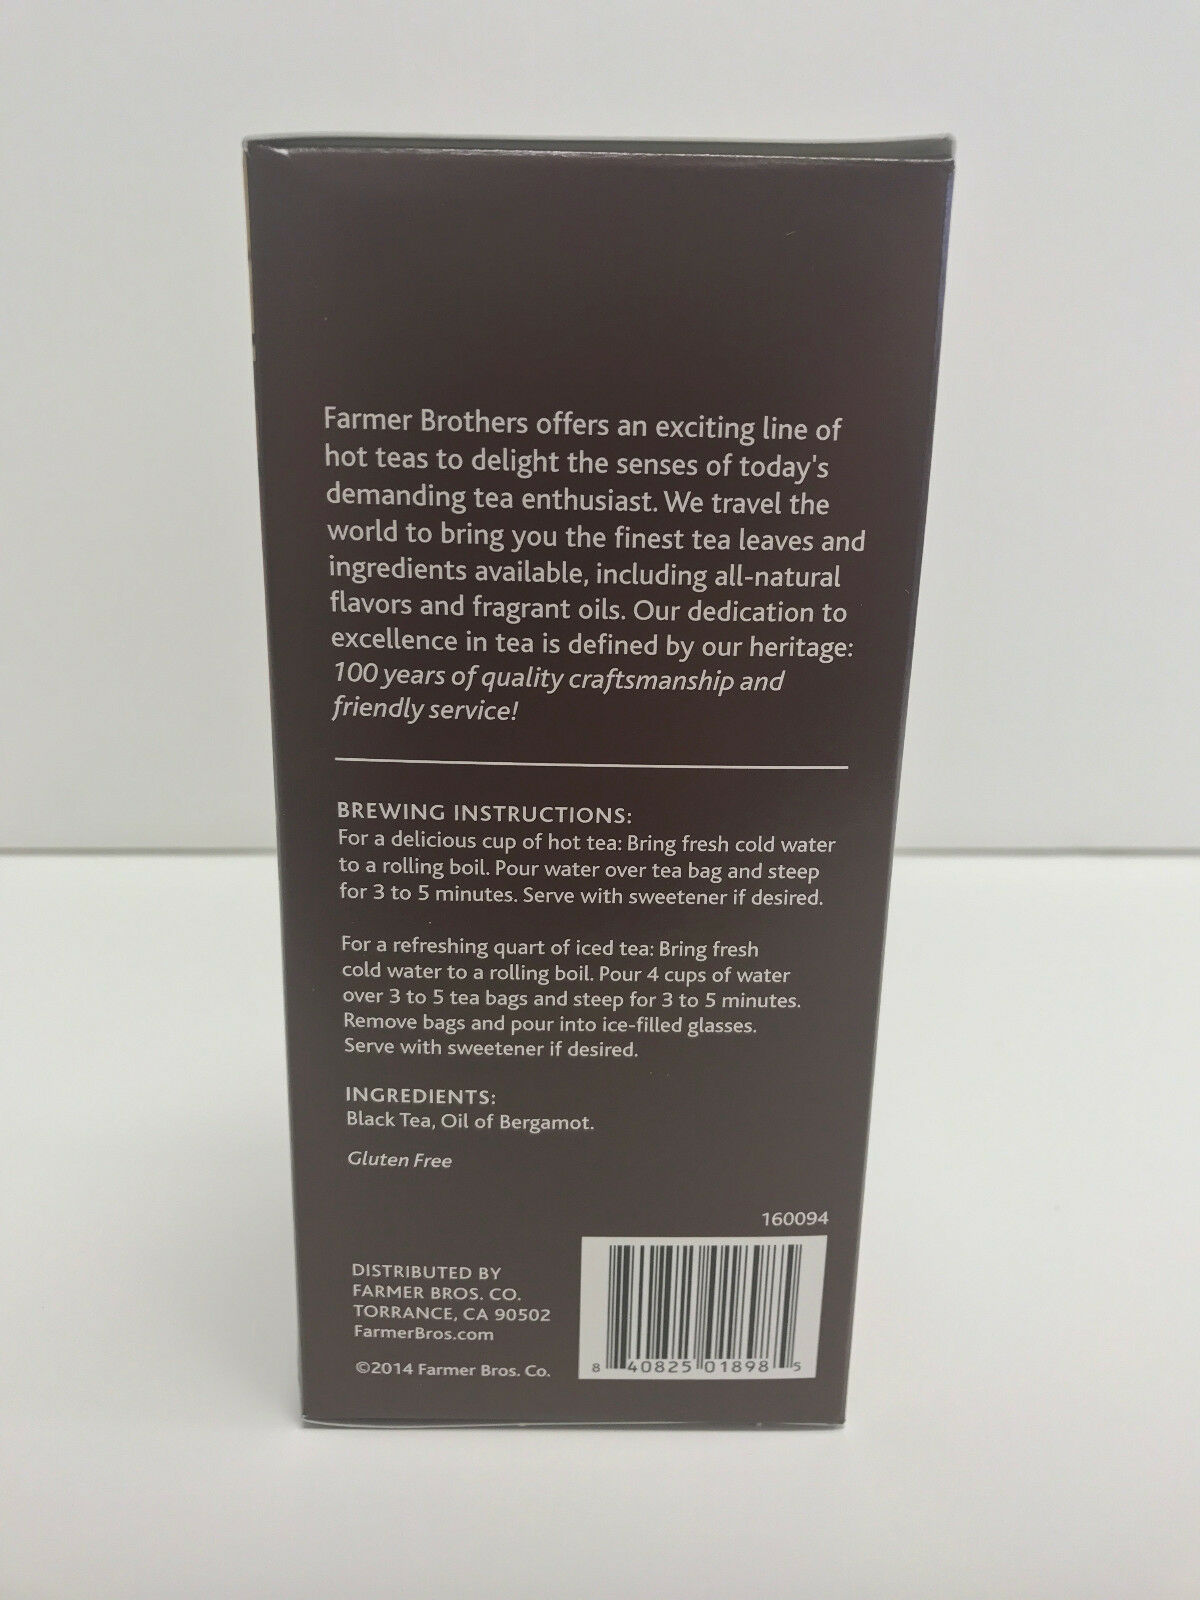 Farmer Brothers offers an exciting line of
hot teas to delight the senses of today's
demanding tea enthusiast. We travel the
world to bring you the finest tea leaves and
ingredients available, including all-natural
flavors and fragrant oils. Our dedication to
excellence in tea is defined by our heritage:
100 years of quality craftsmanship and
friendly service!
BREWING INSTRUCTIONS:
For a delicious cup of hot tea: Bring fresh cold water
to a rolling boil. Pour water over tea bag and steep
for 3 to 5 minutes. Serve with sweetener if desired.
For a refreshing quart of iced tea: Bring fresh
cold water to a rolling boil. Pour 4 cups of water
over 3 to 5 tea bags and steep for 3 to 5 minutes.
Remove bags and pour into ice-filled glasses.
Serve with sweetener if desired.
INGREDIENTS:
Black Tea, Oil of Bergamot.
Gluten Free
160094
DISTRIBUTED BY
FARMER BROS. CO.
TORRANCE, CA 90502
FarmerBros.com
©2014 Farmer Bros. Co.
8 40825 01898 5